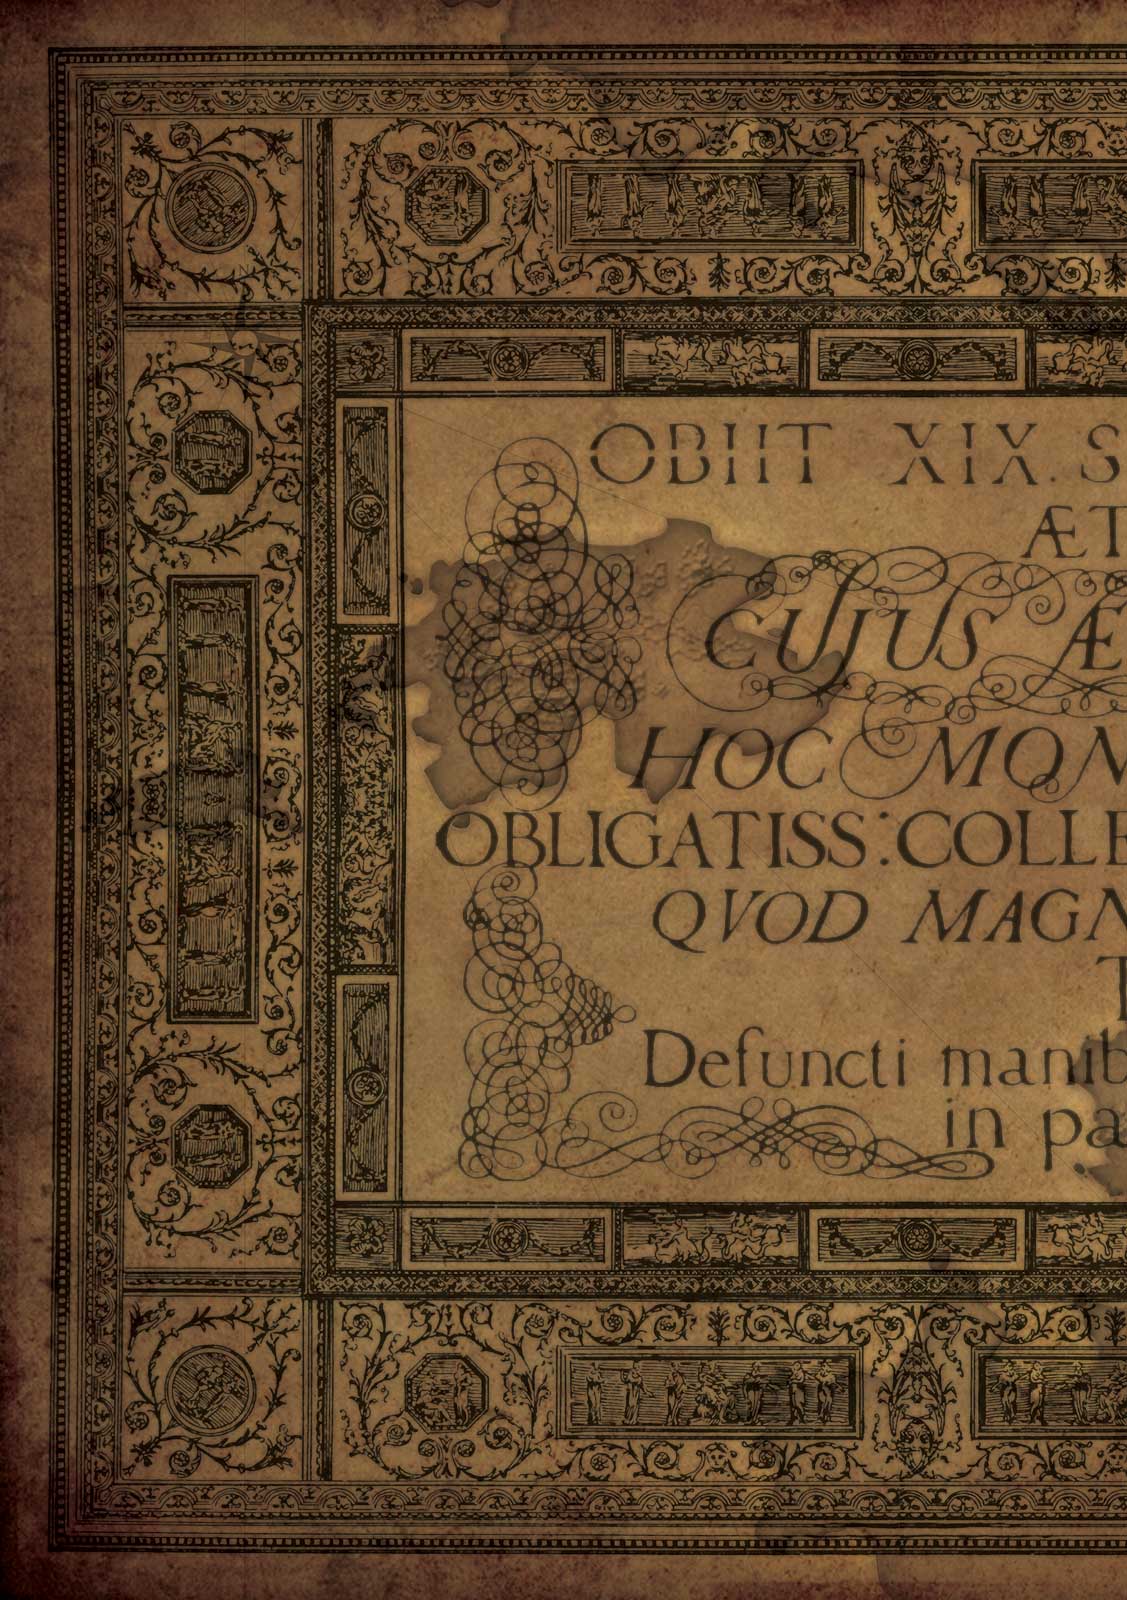 OBIIT XIX. S
ÆT
CUJUS Æ
HOC MON
OBLIGATISS:COLLE
QVOD MAGN
T
Defuncti manib
in pa